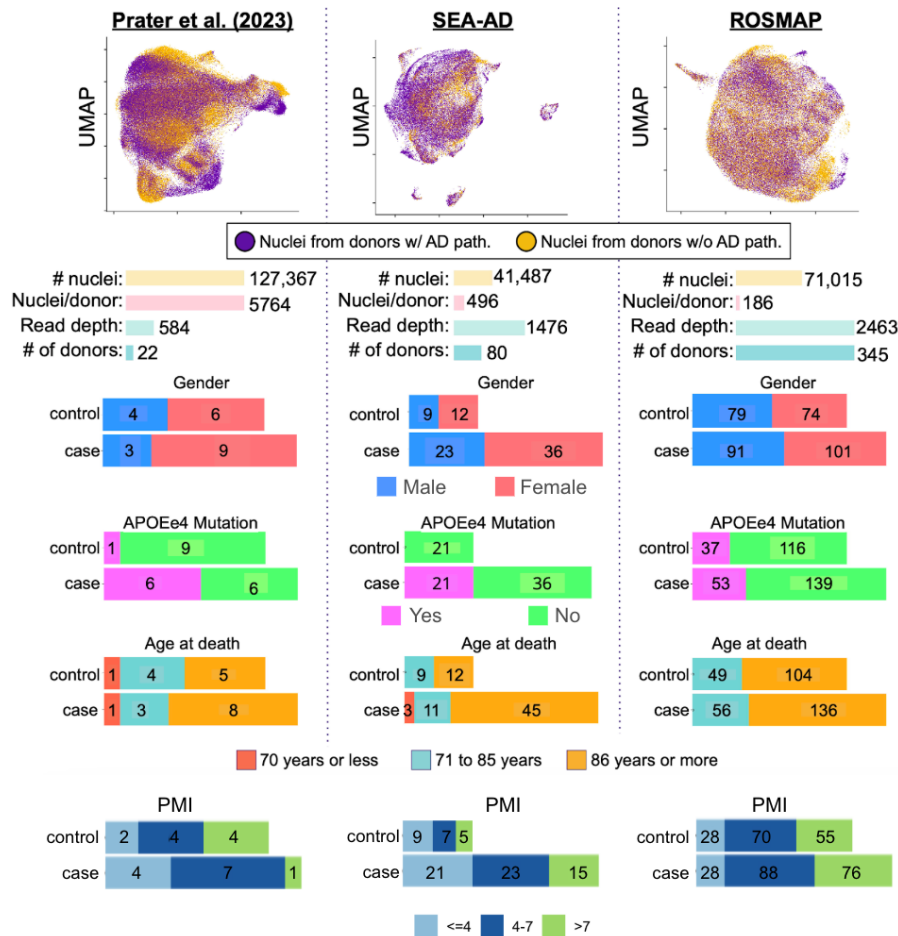 Prater et al. (2023) SEA-AD ROSMAP
UMAP UMAP UMAP
Nuclei from donors w/ AD path. Nuclei from donors w/o AD path.
# nuclei: 127,367 # nuclei: 41,487 # nuclei: 71,015
Nuclei/donor: 5764 Nuclei/donor: 496 Nuclei/donor: 186
Read depth: 584 Read depth: 1476 Read depth: 2463
# of donors: 22 # of donors: 80 # of donors: 345
Gender Gender Gender
control 4 6 control 9 12 control 79 74
case 3 9 case 23 36 case 91 101
Male Female
APOEe4 Mutation APOEe4 Mutation APOEe4 Mutation
control 1 9 control 21 control 37 116
case 6 6 case 21 36 case 53 139
Yes No
Age at death Age at death Age at death
control 1 4 5 control 9 12 control 49 104
case 1 3 8 case 3 11 45 case 56 136
70 years or less 71 to 85 years 86 years or more
PMI PMI PMI
control 2 4 4 control 9 7 5 control 28 70 55
case 4 7 1 case 21 23 15 case 28 88 76
<=4 4-7 >7